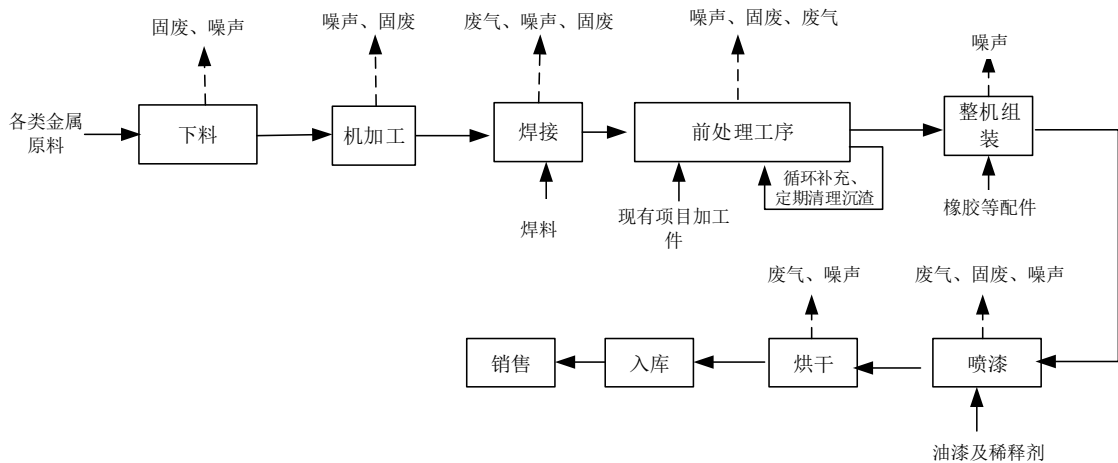 固废、噪声
噪声、固废
废气、噪声、固废
噪声、固废、废气
噪声
各类金属
原料
下料
机加工
焊接
前处理工序
整机组
装
循环补充、
定期清理沉渣
焊料
现有项目加工
件
橡胶等配件
废气、噪声
废气、固废、噪声
销售
入库
烘干
喷漆
油漆及稀释剂